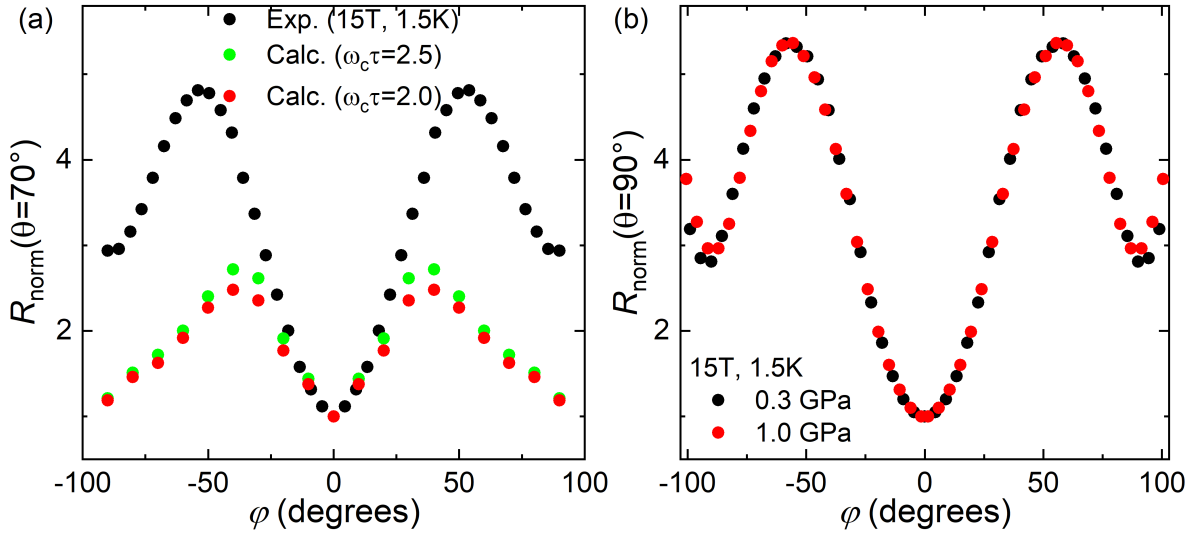 (a)
Exp. (15T, 1.5K)
Calc. (ω_cτ=2.5)
Calc. (ω_cτ=2.0)
R_norm(θ=70°)
4
2
-100
-50
0
50
100
φ (degrees)
(b)
R_norm(θ=90°)
4
2
15T, 1.5K
0.3 GPa
1.0 GPa
-100
-50
0
50
100
φ (degrees)